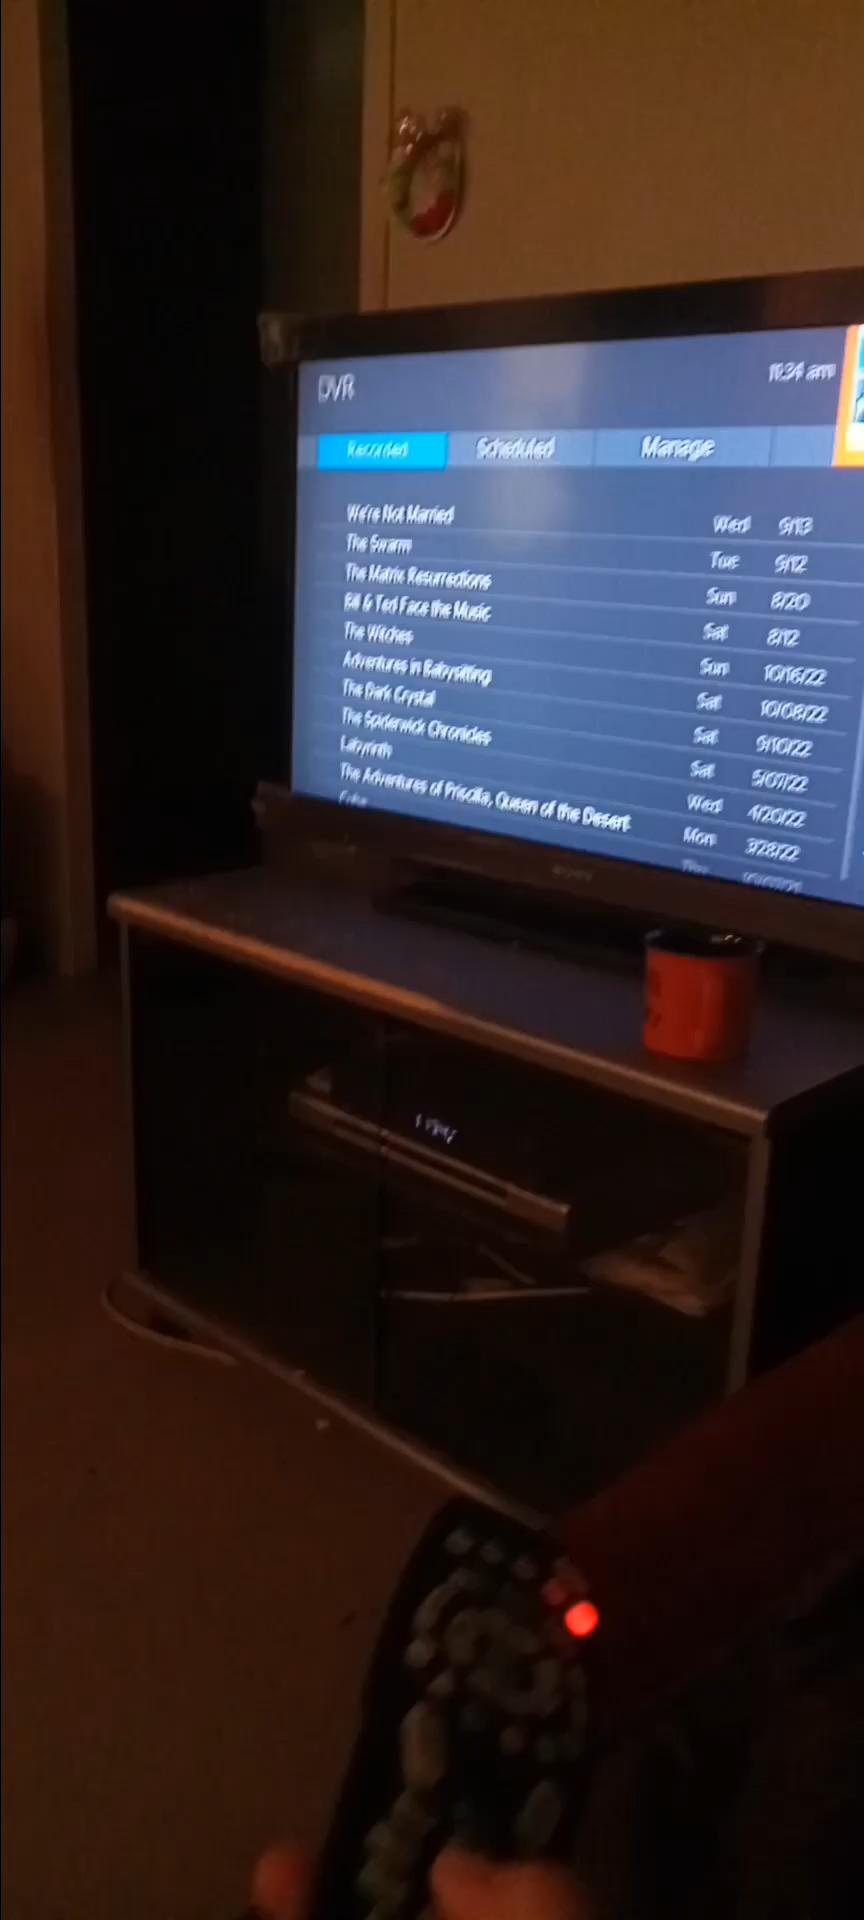 DVR
11:34 am
Recorded Scheduled Manage
We're Not Married Wed 9/13
The Swarm Tue 9/12
The Matrix Resurrections Sun 8/20
Bill & Ted Face the Music Sat 8/12
The Witches Sun 10/16/22
Adventures in Babysitting Sat 10/08/22
The Dark Crystal Sat 9/10/22
The Spiderwick Chronicles Sat 5/07/22
Labyrinth Wed 4/20/22
The Adventures of Priscilla, Queen of the Desert Mon 3/28/22
SONY